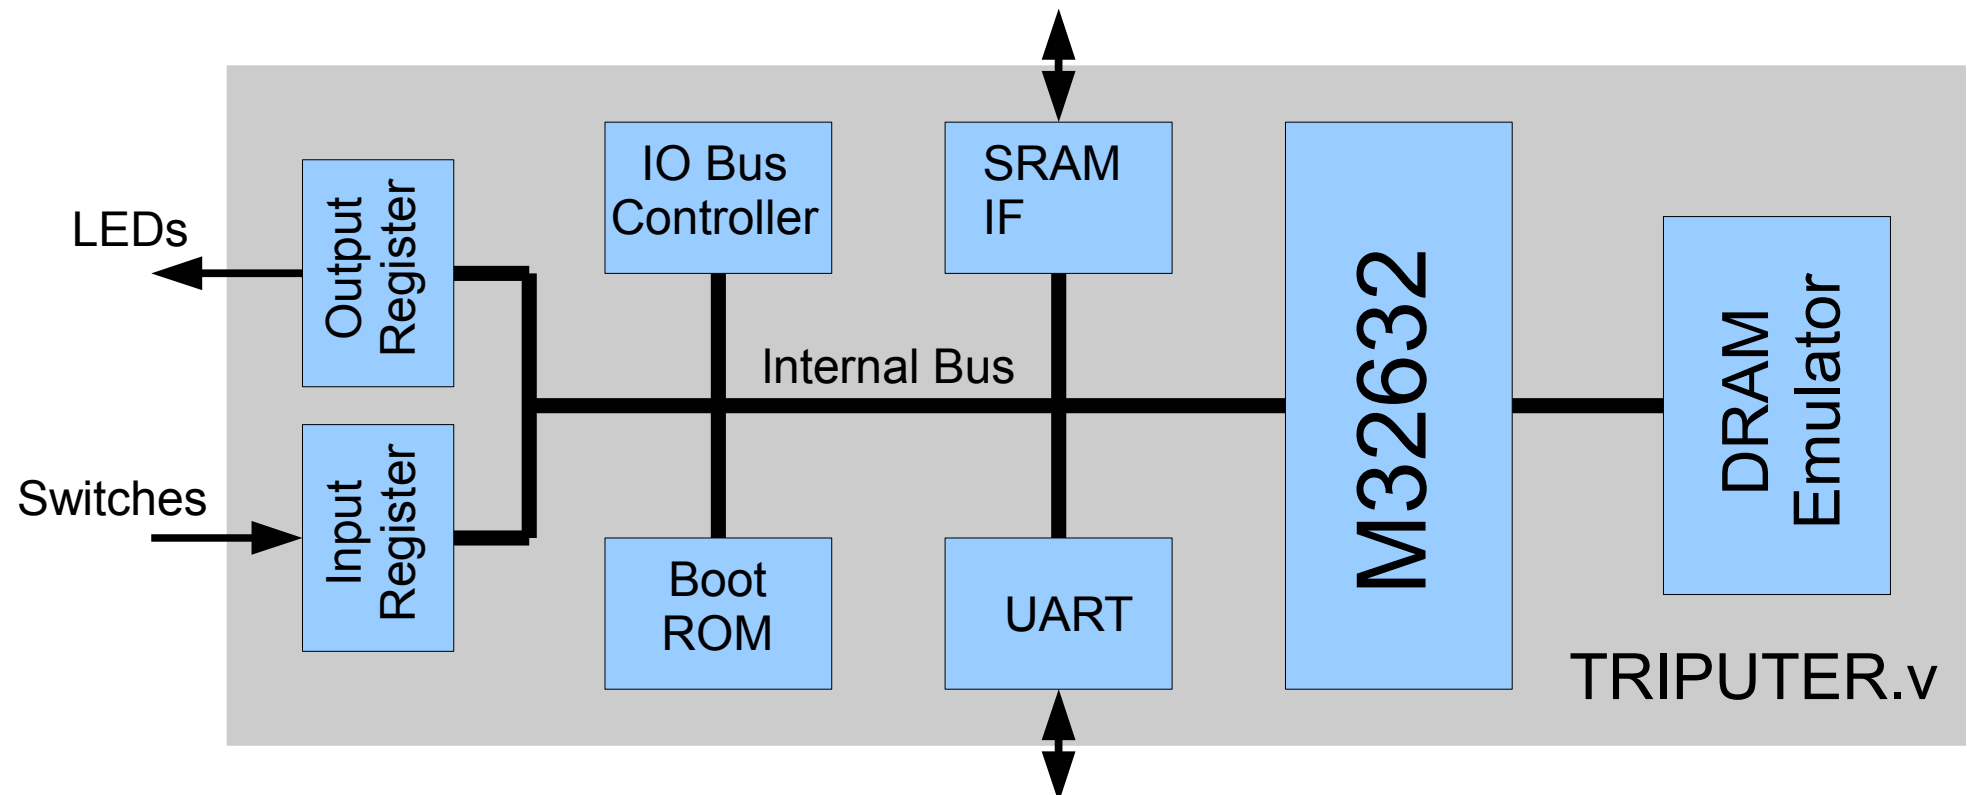 LEDs
Switches
Output
Register
Input
Register
IO Bus
Controller
Boot
ROM
Internal Bus
SRAM
IF
UART
M32632
DRAM
Emulator
TRIPUTER.v